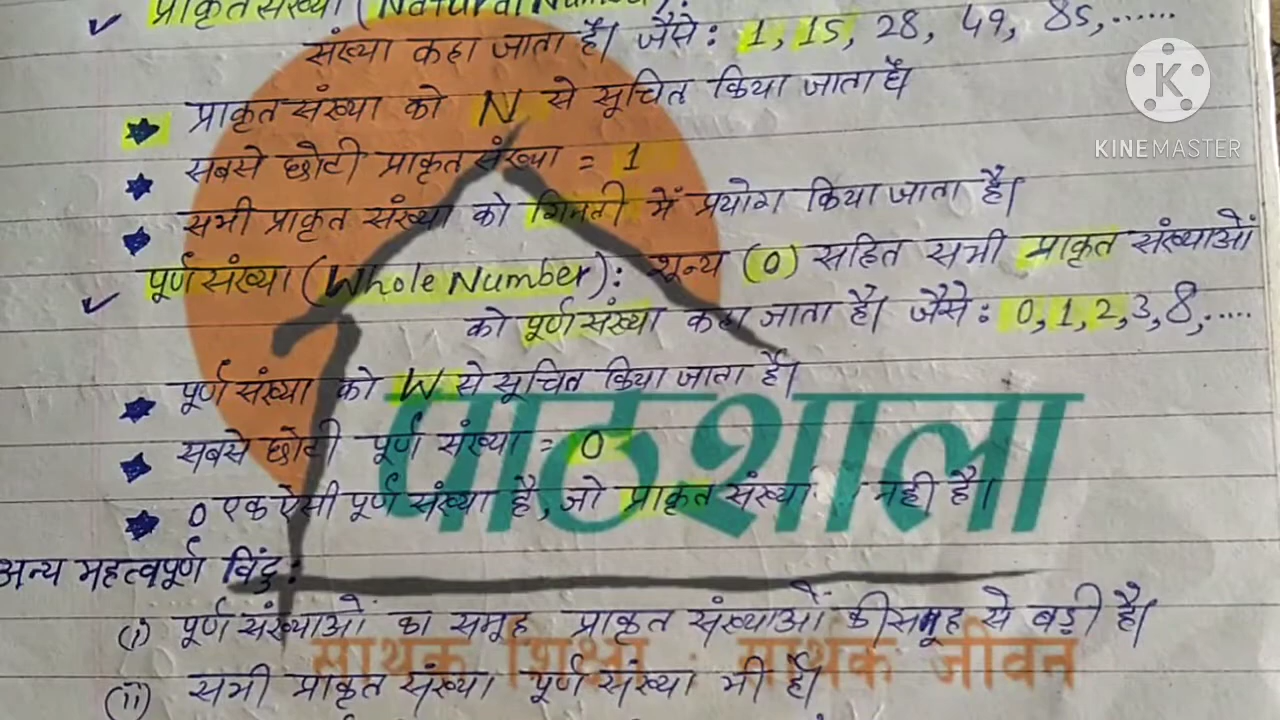 प्राकृत संख्या (Natural Number):
संख्या कहा जाता है। जैसे: 1, 15, 28, 49, 85,......
प्राकृत संख्या को N से सूचित किया जाता है।
सबसे छोटी प्राकृत संख्या = 1
सभी प्राकृत संख्या को गिनती में प्रयोग किया जाता है।
पूर्ण संख्या (Whole Number): शून्य (0) सहित सभी प्राकृत संख्याओं
को पूर्ण संख्या कहा जाता है। जैसे: 0, 1, 2, 3, 8,.....
पूर्ण संख्या को W से सूचित किया जाता है।
सबसे छोटी पूर्ण संख्या = 0
0 एक ऐसी पूर्ण संख्या है, जो प्राकृत संख्या नहीं है।
अन्य महत्वपूर्ण बिंदु:
(i) पूर्ण संख्याओं का समूह प्राकृत संख्याओं की समूह से बड़ी है।
(ii) सभी प्राकृत संख्या पूर्ण संख्या भी है।
K
KINEMASTER
पाठशाला
सार्थक शिक्षा : सार्थक जीवन